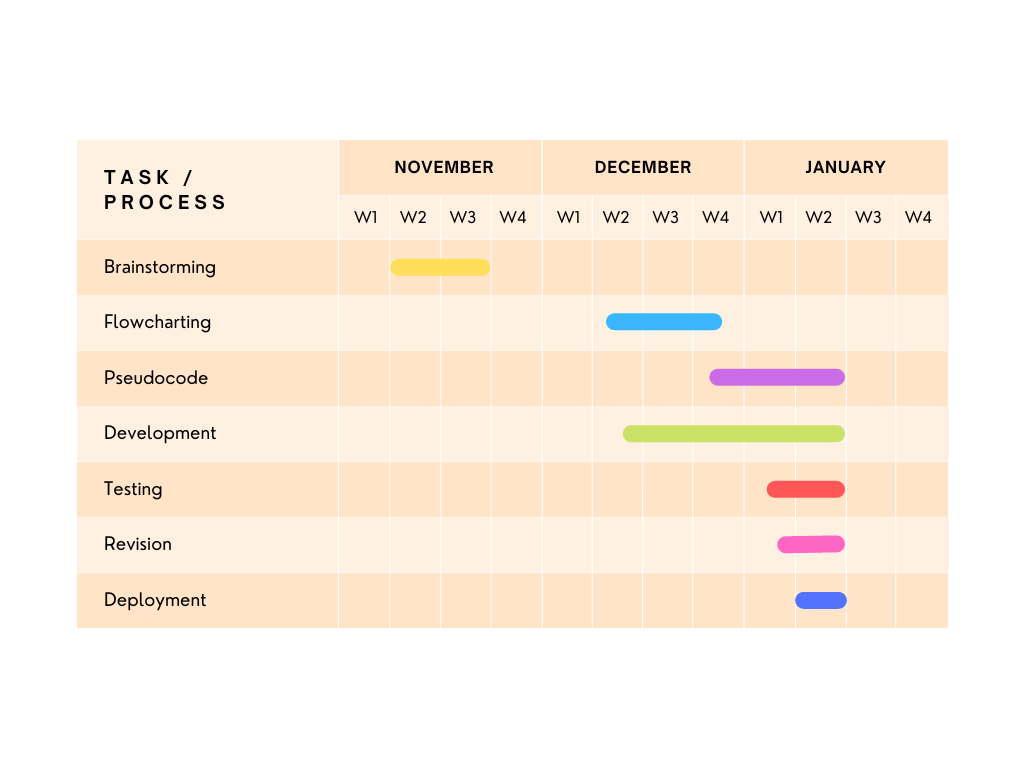 TASK /
PROCESS
NOVEMBER DECEMBER JANUARY
W1 W2 W3 W4 W1 W2 W3 W4 W1 W2 W3 W4
Brainstorming
Flowcharting
Pseudocode
Development
Testing
Revision
Deployment